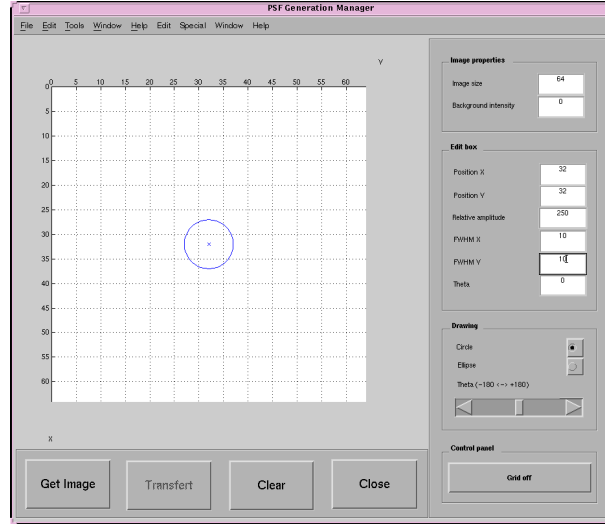 PSF Generation Manager
File Edit Tools Window Help Edit Special Window Help
Y
0 5 10 15 20 25 30 35 40 45 50 55 60
0
5
10
15
20
25
30
35
40
45
50
55
60
X
Image properties
Image size 64
Background intensity 0
Edit box
Position X 32
Position Y 32
Relative amplitude 250
FWHM X 10
FWHM Y 10
Theta 0
Drawing
Circle
Ellipse
Theta (-180 <-> +180)
Control panel
Grid off
Get Image Transfert Clear Close